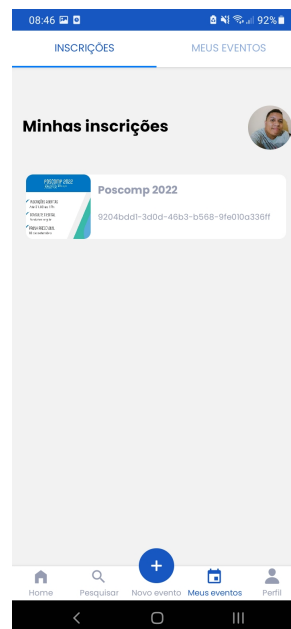 08:46
92%
INSCRIÇÕES
MEUS EVENTOS
Minhas inscrições
POSCOMP 2022
Poscomp 2022
9204bdd1-3d0d-46b3-b568-9fe010a336ff
Home
Pesquisar
Novo evento
Meus eventos
Perfil